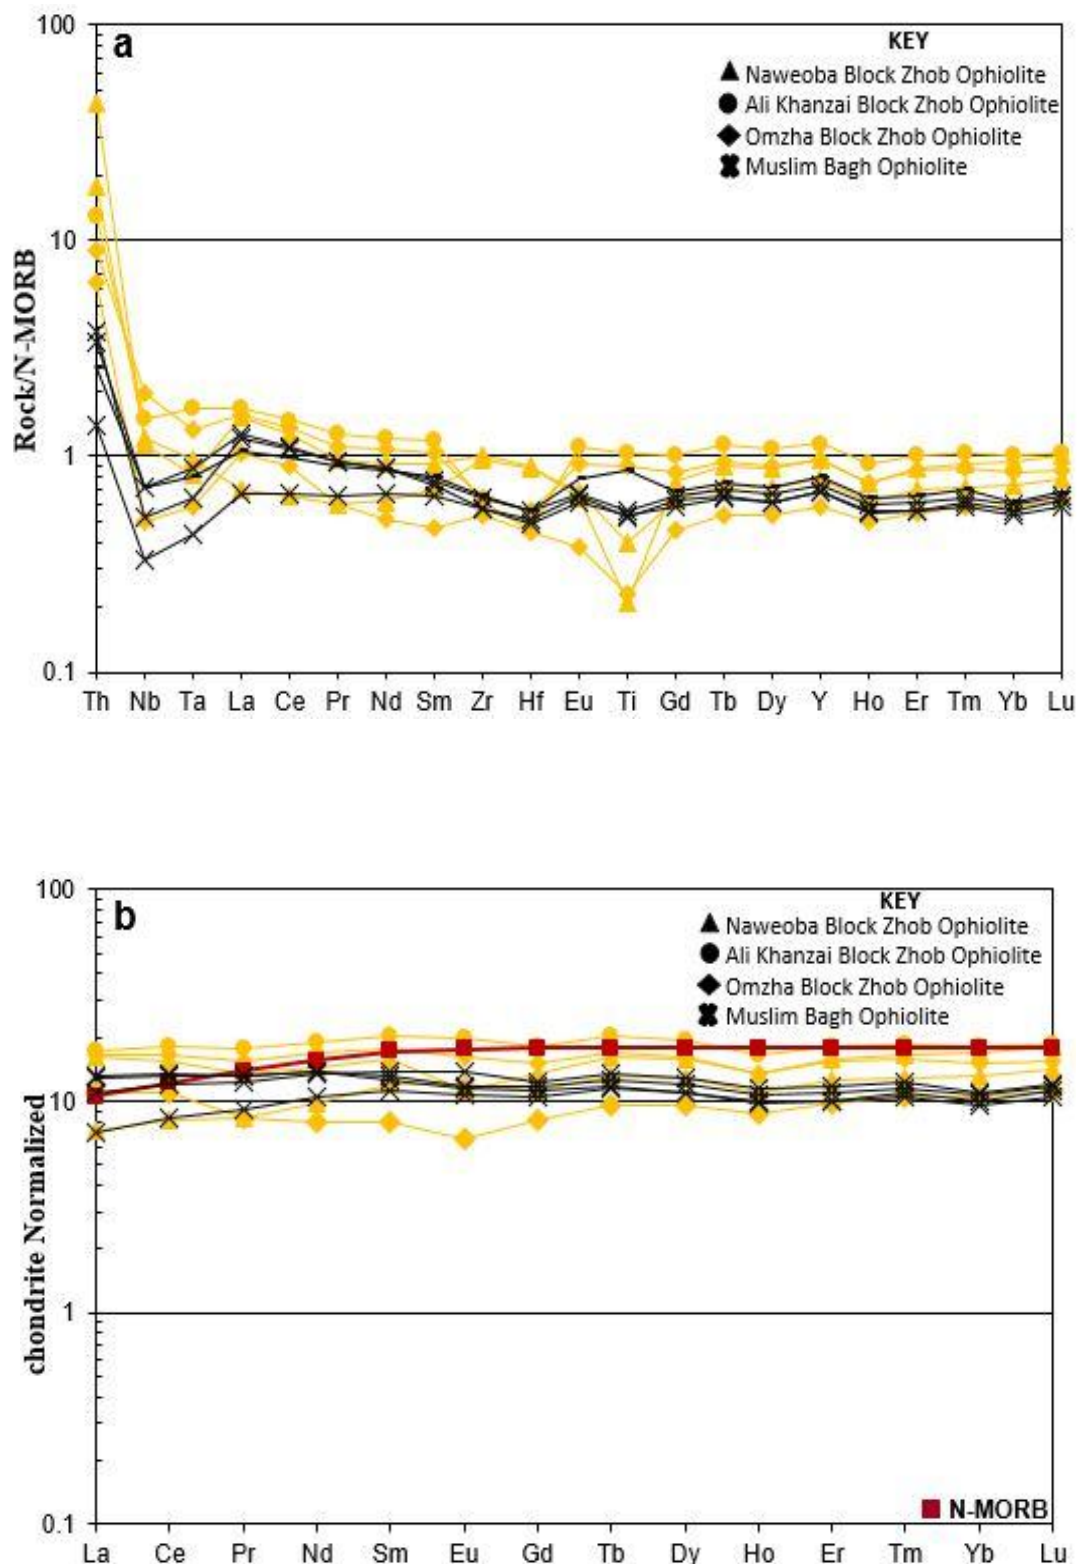 100
a
KEY
Naweoba Block Zhob Ophiolite
Ali Khanzai Block Zhob Ophiolite
Omzha Block Zhob Ophiolite
Muslim Bagh Ophiolite
10
Rock/N-MORB
1
0.1
Th Nb Ta La Ce Pr Nd Sm Zr Hf Eu Ti Gd Tb Dy Y Ho Er Tm Yb Lu
100
b
KEY
Naweoba Block Zhob Ophiolite
Ali Khanzai Block Zhob Ophiolite
Omzha Block Zhob Ophiolite
Muslim Bagh Ophiolite
10
chondrite Normalized
1
N-MORB
0.1
La Ce Pr Nd Sm Eu Gd Tb Dy Ho Er Tm Yb Lu